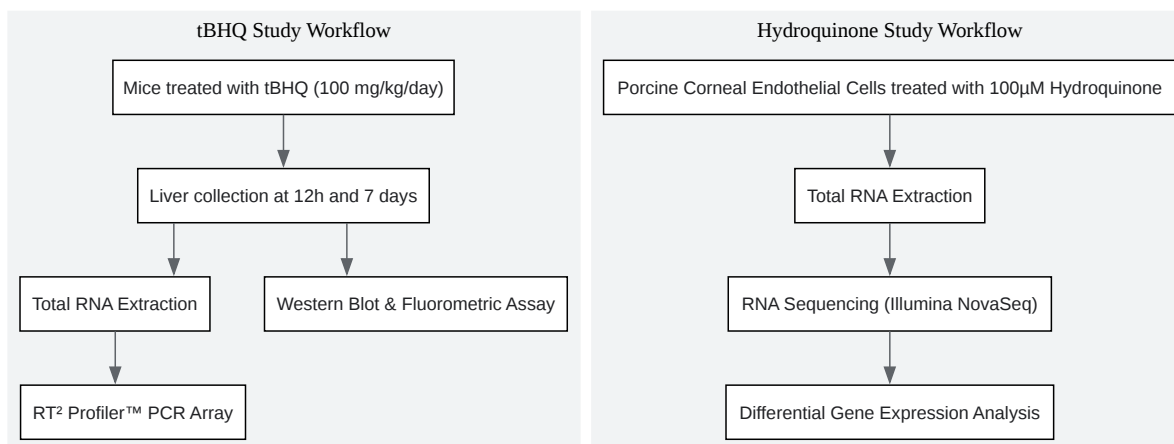 tBHQ Study Workflow
Mice treated with tBHQ (100 mg/kg/day)
Liver collection at 12h and 7 days
Total RNA Extraction
Western Blot & Fluorometric Assay
RT² Profiler™ PCR Array
Hydroquinone Study Workflow
Porcine Corneal Endothelial Cells treated with 100µM Hydroquinone
Total RNA Extraction
RNA Sequencing (Illumina NovaSeq)
Differential Gene Expression Analysis